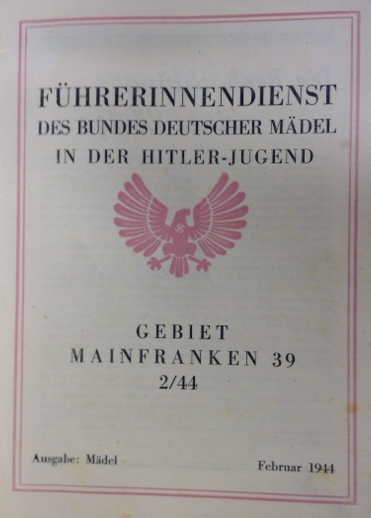 FÜHRERINNENDIENST
DES BUNDES DEUTSCHER MÄDEL
IN DER HITLER-JUGEND
GEBIET
MAINFRANKEN 39
2/44
Ausgabe: Mädel
Februar 1944